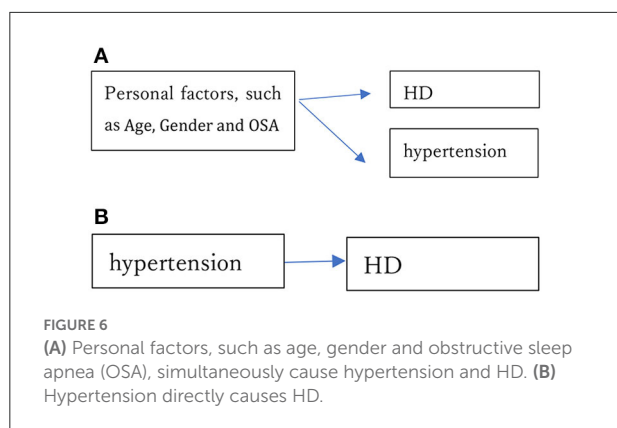 A
Personal factors, such
as Age, Gender and OSA
HD
hypertension
B
hypertension
HD
FIGURE 6
(A) Personal factors, such as age, gender and obstructive sleep
apnea (OSA), simultaneously cause hypertension and HD. (B)
Hypertension directly causes HD.